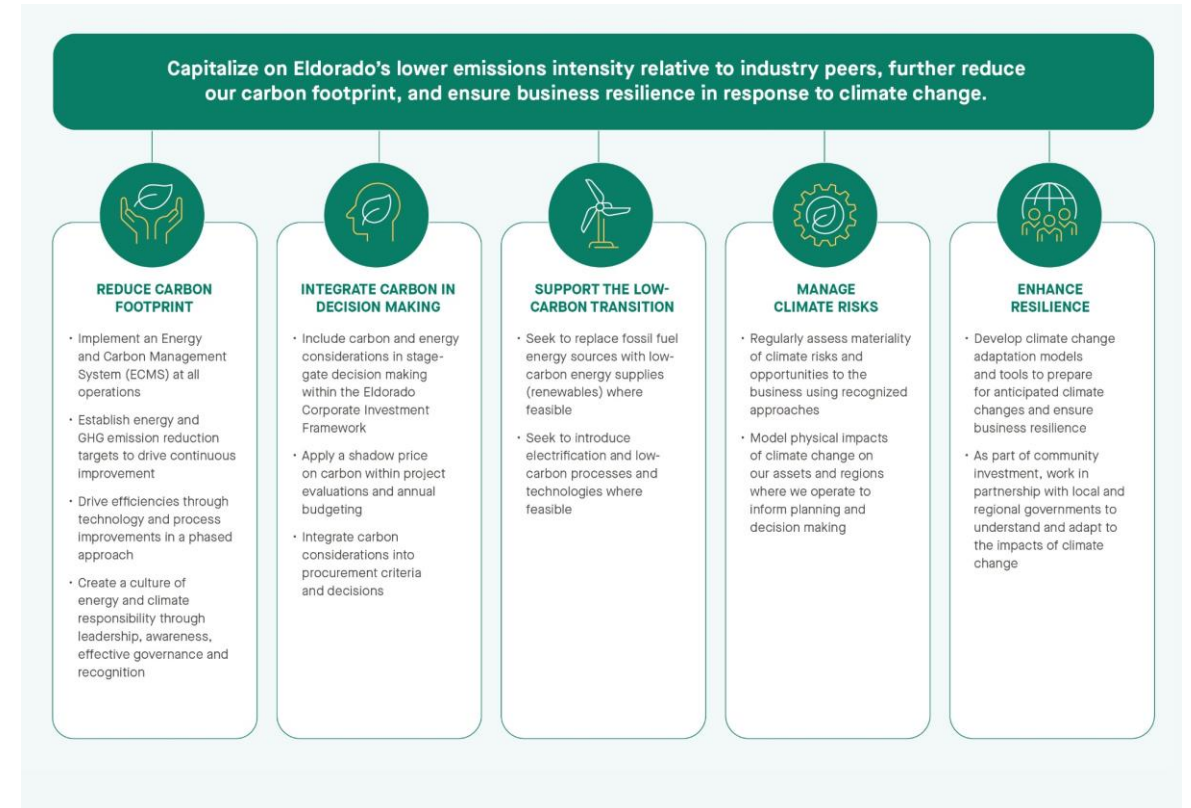 Capitalize on Eldorado's lower emissions intensity relative to industry peers, further reduce
our carbon footprint, and ensure business resilience in response to climate change.
REDUCE CARBON
FOOTPRINT
• Implement an Energy
and Carbon Management
System (ECMS) at all
operations
• Establish energy and
GHG emission reduction
targets to drive continuous
improvement
• Drive efficiencies through
technology and process
improvements in a phased
approach
• Create a culture of
energy and climate
responsibility through
leadership, awareness,
effective governance and
recognition
INTEGRATE CARBON IN
DECISION MAKING
• Include carbon and energy
considerations in stage-
gate decision making
within the Eldorado
Corporate Investment
Framework
• Apply a shadow price
on carbon within project
evaluations and annual
budgeting
• Integrate carbon
considerations into
procurement criteria
and decisions
SUPPORT THE LOW-
CARBON TRANSITION
• Seek to replace fossil fuel
energy sources with low-
carbon energy supplies
(renewables) where
feasible
• Seek to introduce
electrification and low-
carbon processes and
technologies where
feasible
MANAGE
CLIMATE RISKS
• Regularly assess materiality
of climate risks and
opportunities to the
business using recognized
approaches
• Model physical impacts
of climate change on
our assets and regions
where we operate to
inform planning and
decision making
ENHANCE
RESILIENCE
• Develop climate change
adaptation models
and tools to prepare
for anticipated climate
changes and ensure
business resilience
• As part of community
investment, work in
partnership with local and
regional governments to
understand and adapt to
the impacts of climate
change